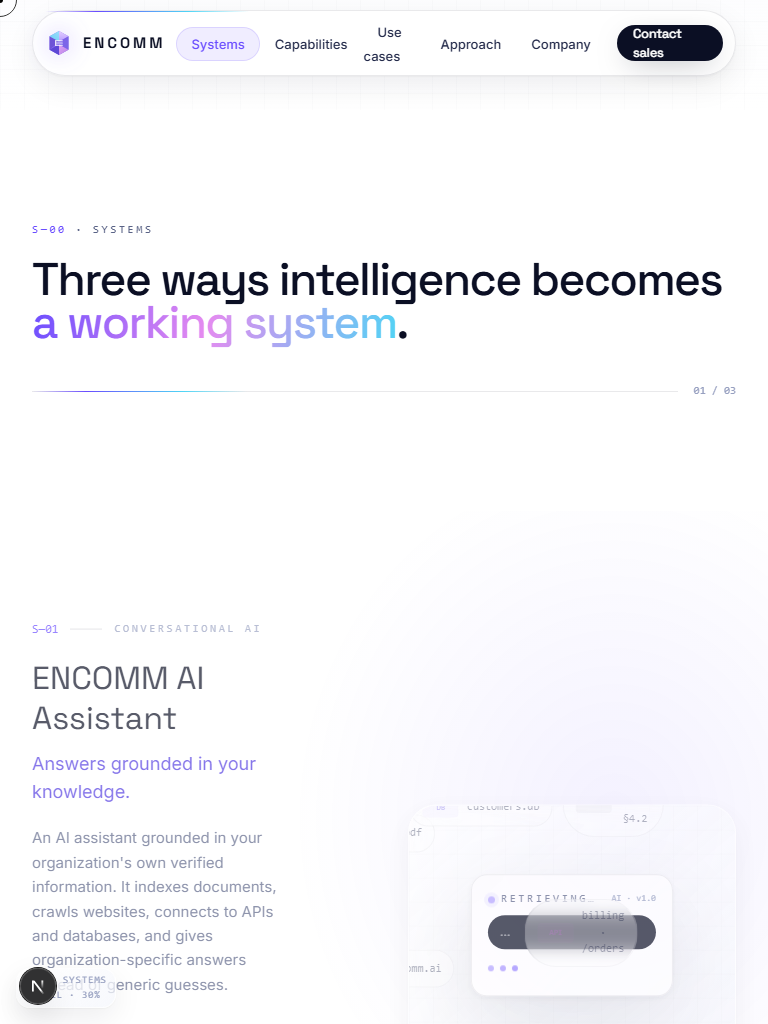 ENCOMM
Systems
Capabilities
Use
cases
Approach
Company
Contact
sales
S—00 · SYSTEMS
Three ways intelligence becomes
a working system.
01 / 03
S—01
CONVERSATIONAL AI
ENCOMM AI
Assistant
Answers grounded in your
knowledge.
An AI assistant grounded in your
organization's own verified
information. It indexes documents,
crawls websites, connects to APIs
and databases, and gives
organization-specific answers
generic guesses.
customers.db
§4.2
RETRIEVING…
AI · v1.0
...
billing
·
/orders
N
SYSTEMS
· 30%